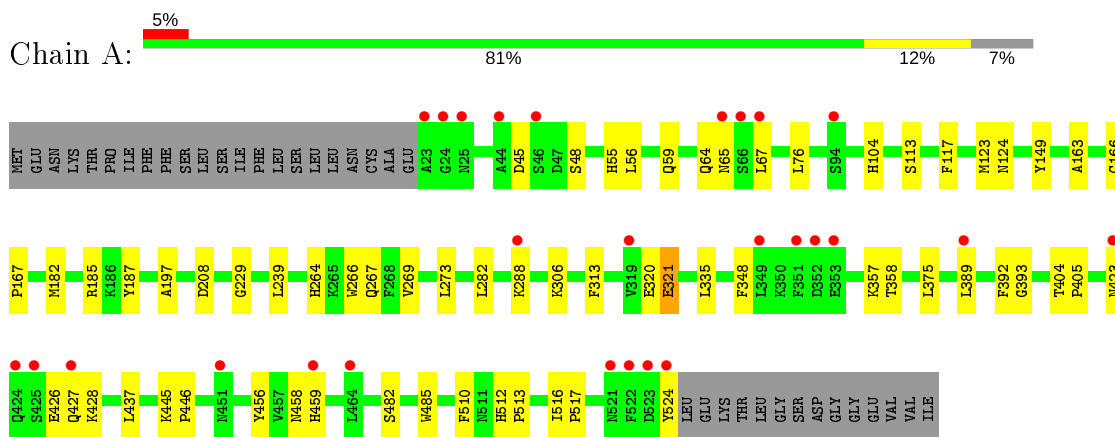 5%
Chain A:
81%
12%
7%
MET GLU ASN LYS THR PRO ILE PHE PHE SER LEU SER ILE PHE LEU SER LEU LEU ASN CYS ALA GLU A23 G24 N25 A44 D45 S46 D47 S48 H55 L56 Q59 Q64 N65 S66 L67 L76 S94 H104 S113 F117 M123 N124 Y149 A163
P167 M182 R185 K186 Y187 A197 D208 G229 L239 H264 K265 W266 Q267 F268 V269 L273 L282 K288 K306 F313 V319 E320 E321 L335 F348 L349 K350 F351 D352 E353 K357 T358 L375 L389 F392 G393 T404 P405
Q424 S425 E426 Q427 K428 L437 K445 P446 N451 Y456 V457 N458 H459 L464 S482 W485 F510 N511 H512 P513 I516 P517 N521 F522 D523 Y524 LEU GLU LYS THR LEU GLY SER ASP GLY GLY GLU VAL VAL ILE